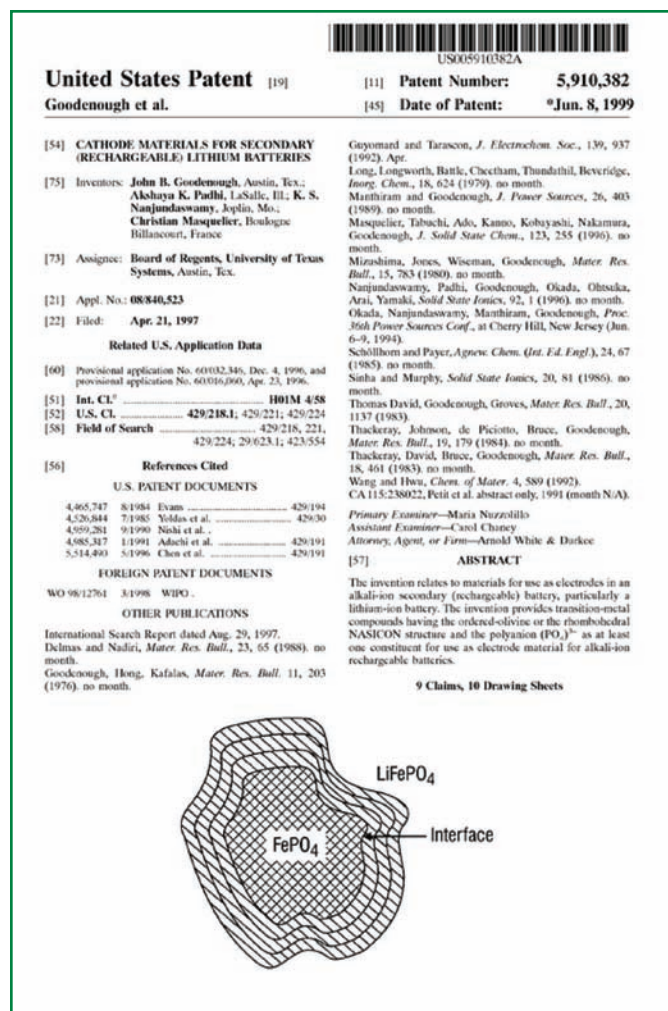 US005910382A
United States Patent [19]
Goodenough et al.
[11] Patent Number: 5,910,382
[45] Date of Patent: *Jun. 8, 1999
[54] CATHODE MATERIALS FOR SECONDARY
(RECHARGEABLE) LITHIUM BATTERIES
[75] Inventors: John B. Goodenough, Austin, Tex.;
Akshaya K. Padhi, LaSalle, Ill.; K. S.
Nanjundaswamy, Joplin, Mo.;
Christian Masquelier, Boulogne
Billancourt, France
[73] Assignee: Board of Regents, University of Texas
Systems, Austin, Tex.
[21] Appl. No.: 08/840,523
[22] Filed: Apr. 21, 1997
Related U.S. Application Data
[60] Provisional application No. 60/032,346, Dec. 4, 1996, and
provisional application No. 60/016,060, Apr. 23, 1996.
[51] Int. Cl.⁶ .......... H01M 4/58
[52] U.S. Cl. .......... 429/218.1; 429/221; 429/224
[58] Field of Search .......... 429/218, 221,
429/224; 29/623.1; 423/554
[56] References Cited
U.S. PATENT DOCUMENTS
4,465,747 8/1984 Evans .......... 429/194
4,526,844 7/1985 Yoldas et al. .......... 429/30
4,959,281 9/1990 Nishi et al. .
4,985,317 1/1991 Adachi et al. .......... 429/191
5,514,490 5/1996 Chen et al. .......... 429/191
FOREIGN PATENT DOCUMENTS
WO 98/12761 3/1998 WIPO .
OTHER PUBLICATIONS
International Search Report dated Aug. 29, 1997.
Delmas and Nadiri, Mater. Res. Bull., 23, 65 (1988). no
month.
Goodenough, Hong, Kafalas, Mater. Res. Bull. 11, 203
(1976). no month.
Guyomard and Tarascon, J. Electrochem. Soc., 139, 937
(1992). Apr.
Long, Longworth, Battle, Cheetham, Thundathil, Beveridge,
Inorg. Chem., 18, 624 (1979). no month.
Manthiram and Goodenough, J. Power Sources, 26, 403
(1989). no month.
Masquelier, Tabuchi, Ado, Kanno, Kobayashi, Nakamura,
Goodenough, J. Solid State Chem., 123, 255 (1996). no
month.
Mizushima, Jones, Wiseman, Goodenough, Mater. Res.
Bull., 15, 783 (1980). no month.
Nanjundaswamy, Padhi, Goodenough, Okada, Ohtsuka,
Arai, Yamaki, Solid State Ionics, 92, 1 (1996). no month.
Okada, Nanjundaswamy, Manthiram, Goodenough, Proc.
36th Power Sources Conf., at Cherry Hill, New Jersey (Jun.
6–9, 1994).
Schöllhorn and Payer, Agnew. Chem. (Int. Ed. Engl.), 24, 67
(1985). no month.
Sinha and Murphy, Solid State Ionics, 20, 81 (1986). no
month.
Thomas David, Goodenough, Groves, Mater. Res. Bull., 20,
1137 (1983).
Thackeray, Johnson, de Piciotto, Bruce, Goodenough,
Mater. Res. Bull., 19, 179 (1984). no month.
Thackeray, David, Bruce, Goodenough, Mater. Res. Bull.,
18, 461 (1983). no month.
Wang and Hwu, Chem. of Mater. 4, 589 (1992).
CA 115:238022, Petit et al. abstract only, 1991 (month N/A).
Primary Examiner—Maria Nuzzolillo
Assistant Examiner—Carol Chaney
Attorney, Agent, or Firm—Arnold White & Durkee
[57] ABSTRACT
The invention relates to materials for use as electrodes in an
alkali-ion secondary (rechargeable) battery, particularly a
lithium-ion battery. The invention provides transition-metal
compounds having the ordered-olivine or the rhombohedral
NASICON structure and the polyanion (PO₄)³⁻ as at least
one constituent for use as electrode material for alkali-ion
rechargeable batteries.
9 Claims, 10 Drawing Sheets
LiFePO₄
Interface
FePO₄